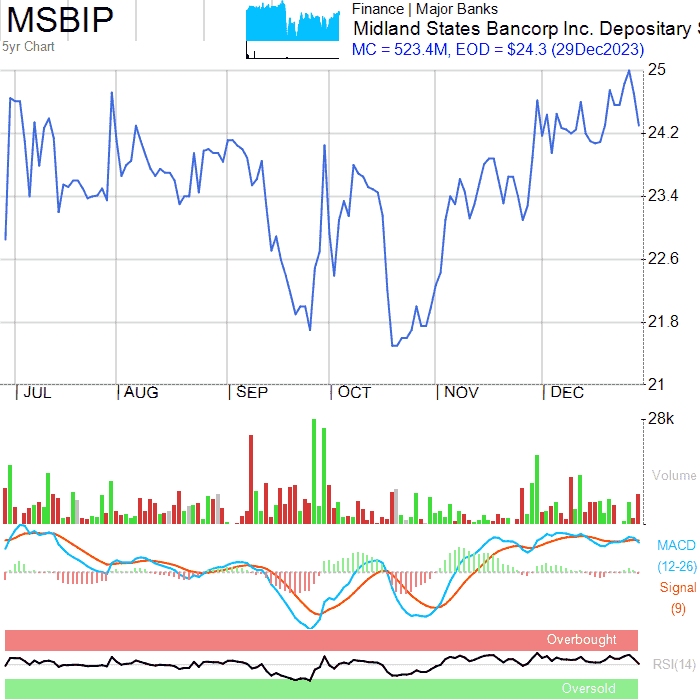 MSBIP
5yr Chart
Finance | Major Banks
Midland States Bancorp Inc. Depositary S
MC = 523.4M, EOD = $24.3 (29Dec2023)
25
24.2
23.4
22.6
21.8
21
| JUL | AUG | SEP | OCT | NOV | DEC
28k
Volume
MACD
(12-26)
Signal
(9)
Overbought
RSI(14)
Oversold